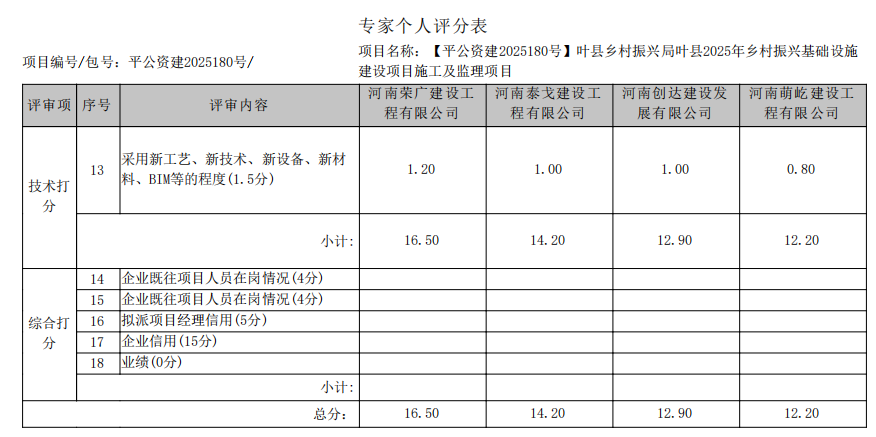 专家个人评分表
项目编号/包号: 平公资建2025180号/
项目名称: 【平公资建2025180号】叶县乡村振兴局叶县2025年乡村振兴基础设施
建设项目施工及监理项目
评审项 序号 评审内容 河南荣广建设工程有限公司 河南泰戈建设工程有限公司 河南创达建设发展有限公司 河南萌屹建设工程有限公司
技术打分
13 采用新工艺、新技术、新设备、新材料、BIM等的程度(1.5分) 1.20 1.00 1.00 0.80
小计: 16.50 14.20 12.90 12.20
综合打分
14 企业既往项目人员在岗情况(4分)
15 企业既往项目人员在岗情况(4分)
16 拟派项目经理信用(5分)
17 企业信用(15分)
18 业绩(0分)
小计:
总分: 16.50 14.20 12.90 12.20